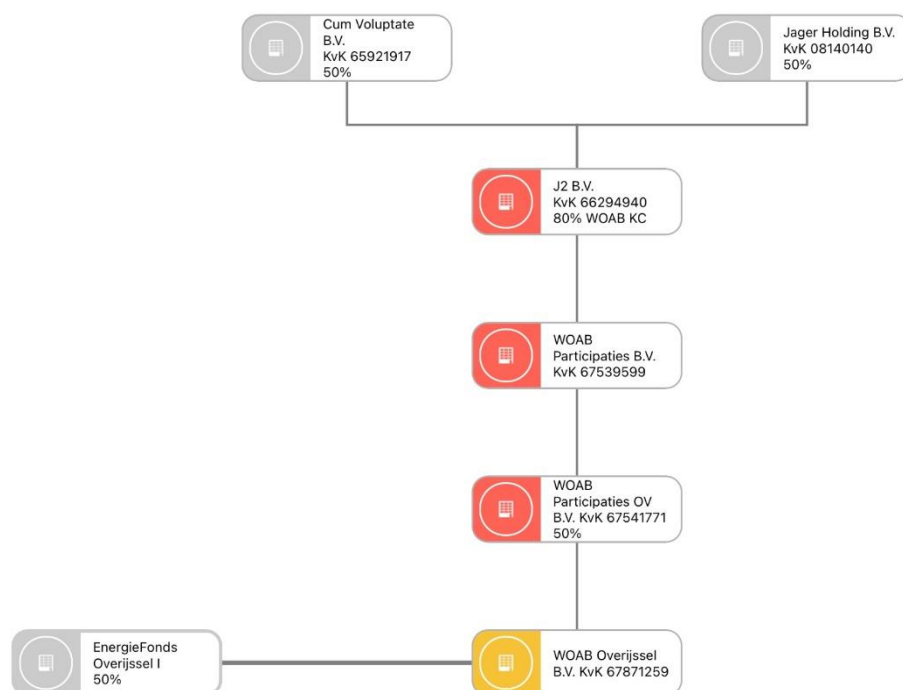 Cum Voluptate
B.V.
KvK 65921917
50%
Jager Holding B.V.
KvK 08140140
50%
J2 B.V.
KvK 66294940
80% WOAB KC
WOAB
Participaties B.V.
KvK 67539599
WOAB
Participaties OV
B.V. KvK 67541771
50%
EnergieFonds
Overijssel I
50%
WOAB Overijssel
B.V. KvK 67871259